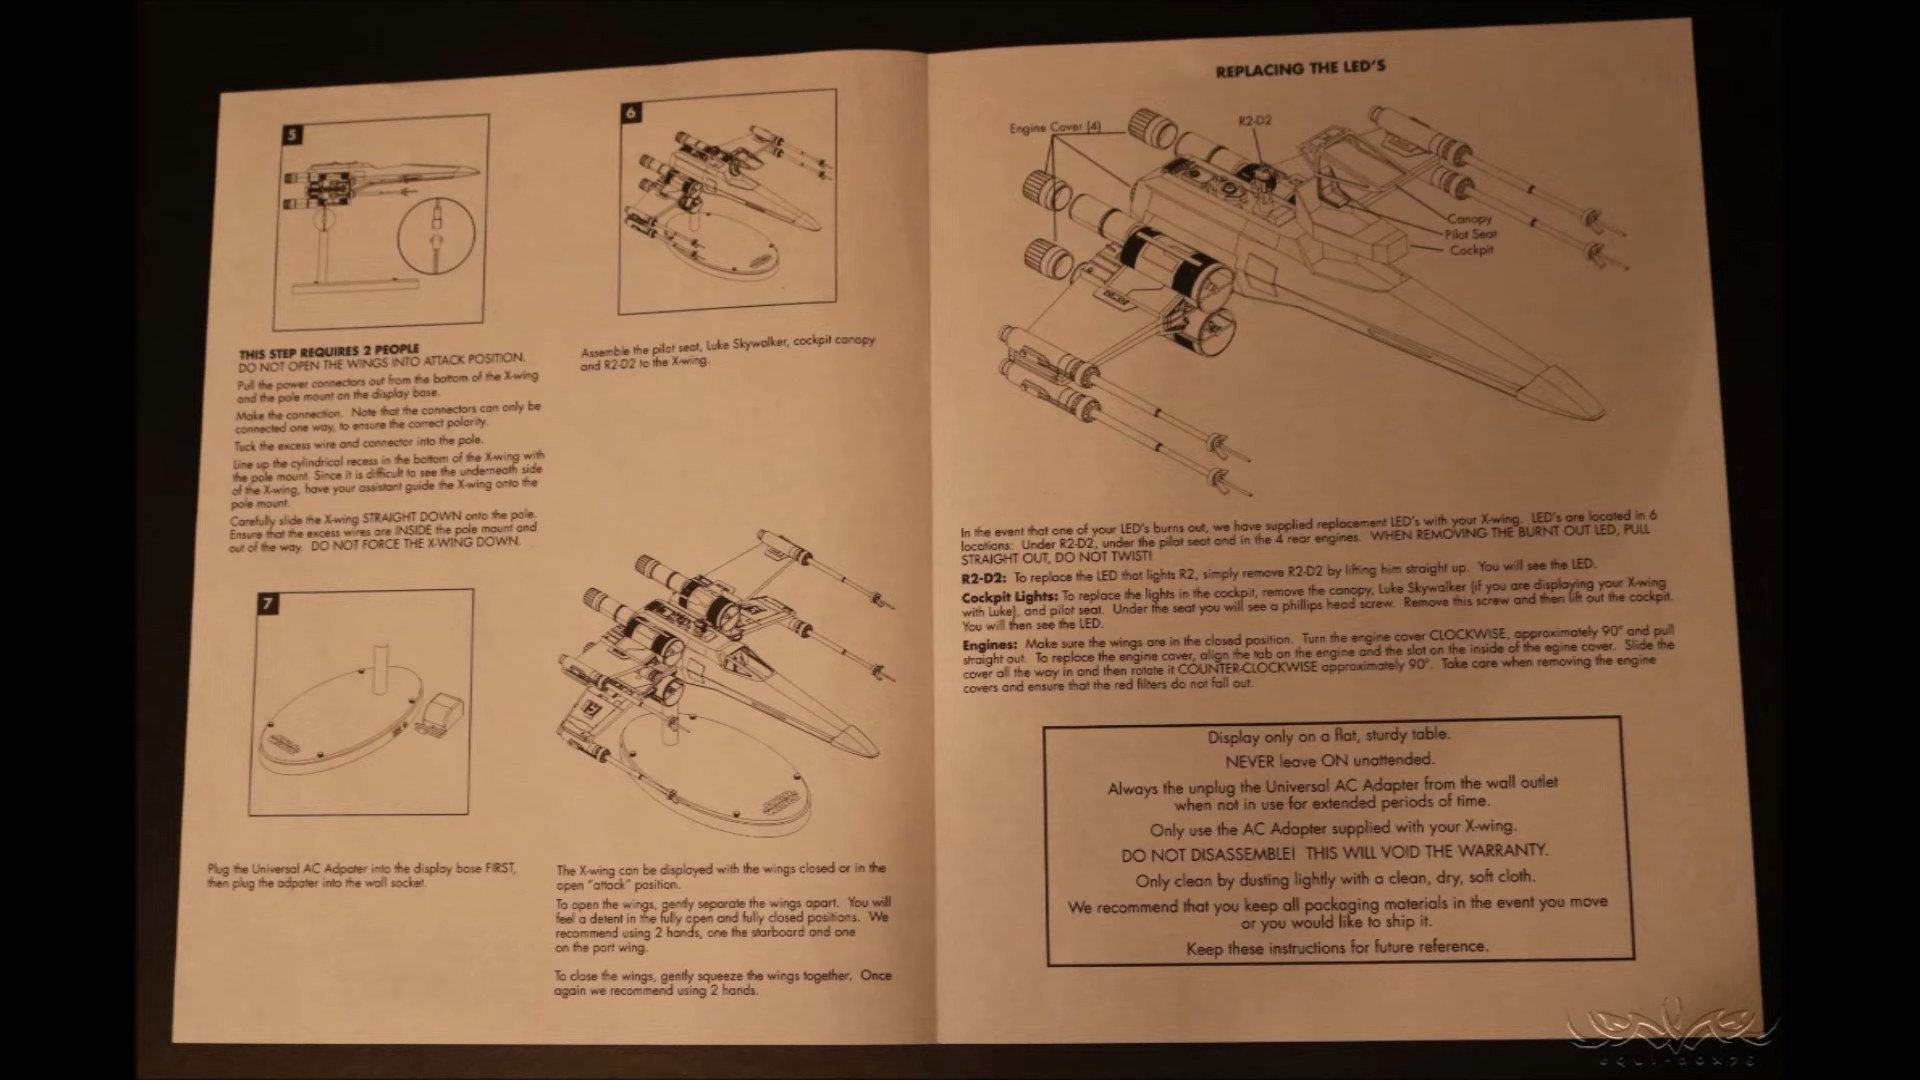 5
THIS STEP REQUIRES 2 PEOPLE
DO NOT OPEN THE WINGS INTO ATTACK POSITION.
Pull the power connectors out from the bottom of the X-wing
and the pole mount on the display base.
Make the connection. Note that the connectors can only be
connected one way, to ensure the correct polarity.
Tuck the excess wire and connector into the pole.
Line up the cylindrical recess in the bottom of the X-wing with
the pole mount. Since it is difficult to see the underneath side
of the X-wing, have your assistant guide the X-wing onto the
pole mount.
Carefully slide the X-wing STRAIGHT DOWN onto the pole.
Ensure that the excess wires are INSIDE the pole mount and
out of the way. DO NOT FORCE THE X-WING DOWN.
6
Assemble the pilot seat, Luke Skywalker, cockpit canopy
and R2-D2 to the X-wing.
7
Plug the Universal AC Adpater into the display base FIRST,
then plug the adpater into the wall socket.
The X-wing can be displayed with the wings closed or in the
open "attack" position.
To open the wings, gently separate the wings apart. You will
feel a detent in the fully open and fully closed positions. We
recommend using 2 hands, one the starboard and one
on the port wing.
To close the wings, gently squeeze the wings together. Once
again we recommend using 2 hands.
REPLACING THE LED'S
Engine Cover (4)
R2-D2
Canopy
Pilot Seat
Cockpit
In the event that one of your LED's burns out, we have supplied replacement LED's with your X-wing. LED's are located in 6
locations: Under R2-D2, under the pilot seat and in the 4 rear engines. WHEN REMOVING THE BURNT OUT LED, PULL
STRAIGHT OUT, DO NOT TWIST!
R2-D2: To replace the LED that lights R2, simply remove R2-D2 by lifting him straight up. You will see the LED.
Cockpit Lights: To replace the lights in the cockpit, remove the canopy, Luke Skywalker (if you are displaying your X-wing
with Luke), and pilot seat. Under the seat you will see a phillips head screw. Remove this screw and then lift out the cockpit.
You will then see the LED.
Engines: Make sure the wings are in the closed position. Turn the engine cover CLOCKWISE, approximately 90° and pull
straight out. To replace the engine cover, align the tab on the engine and the slot on the inside of the egine cover. Slide the
cover all the way in and then rotate it COUNTER-CLOCKWISE approximately 90°. Take care when removing the engine
covers and ensure that the red filters do not fall out.
Display only on a flat, sturdy table.
NEVER leave ON unattended.
Always the unplug the Universal AC Adapter from the wall outlet
when not in use for extended periods of time.
Only use the AC Adapter supplied with your X-wing.
DO NOT DISASSEMBLE! THIS WILL VOID THE WARRANTY.
Only clean by dusting lightly with a clean, dry, soft cloth.
We recommend that you keep all packaging materials in the event you move
or you would like to ship it.
Keep these instructions for future reference.